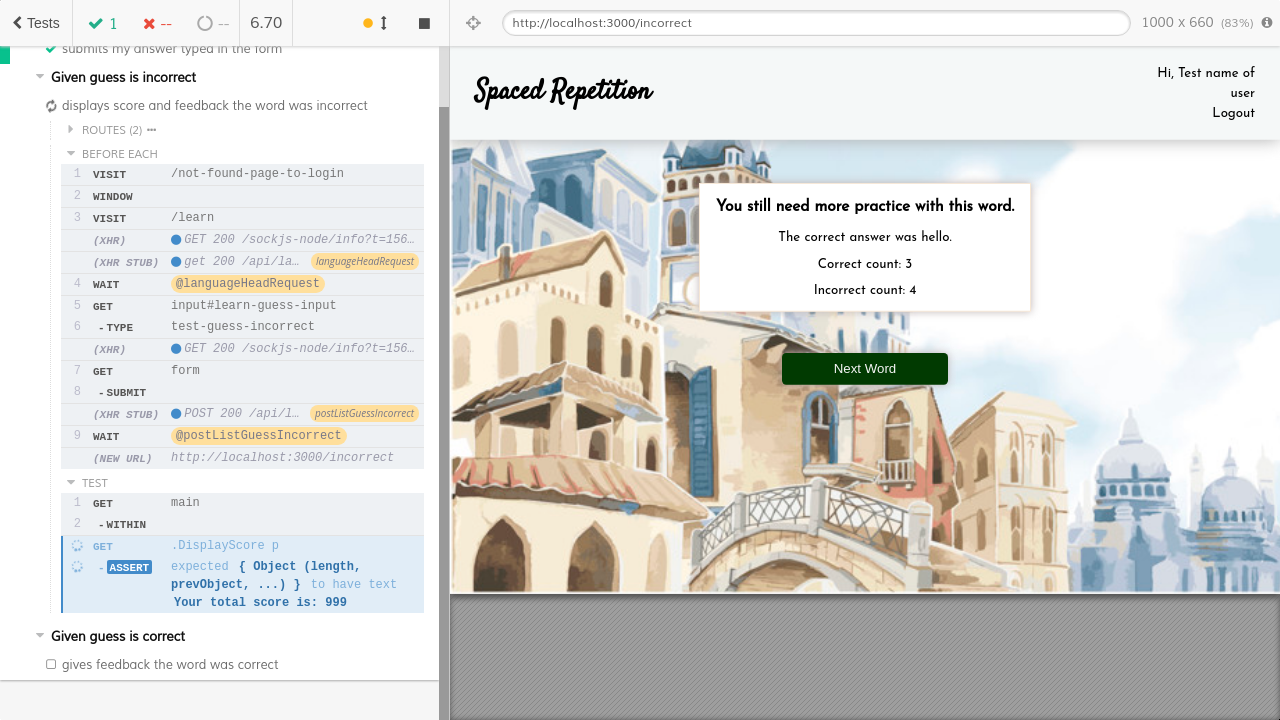 Tests
1
--
--
6.70
http://localhost:3000/incorrect
1000 x 660 (83%)
submits my answer typed in the form
Given guess is incorrect
displays score and feedback the word was incorrect
ROUTES (2)
BEFORE EACH
1 VISIT /not-found-page-to-login
2 WINDOW
3 VISIT /learn
(XHR) GET 200 /sockjs-node/info?t=156…
(XHR STUB) get 200 /api/la… languageHeadRequest
4 WAIT @languageHeadRequest
5 GET input#learn-guess-input
6 - TYPE test-guess-incorrect
(XHR) GET 200 /sockjs-node/info?t=156…
7 GET form
8 - SUBMIT
(XHR STUB) POST 200 /api/l… postListGuessIncorrect
9 WAIT @postListGuessIncorrect
(NEW URL) http://localhost:3000/incorrect
TEST
1 GET main
2 - WITHIN
GET .DisplayScore p
- ASSERT expected { Object (length,
prevObject, ...) } to have text
Your total score is: 999
Given guess is correct
gives feedback the word was correct
Spaced Repetition
Hi, Test name of
user
Logout
You still need more practice with this word.
The correct answer was hello.
Correct count: 3
Incorrect count: 4
Next Word